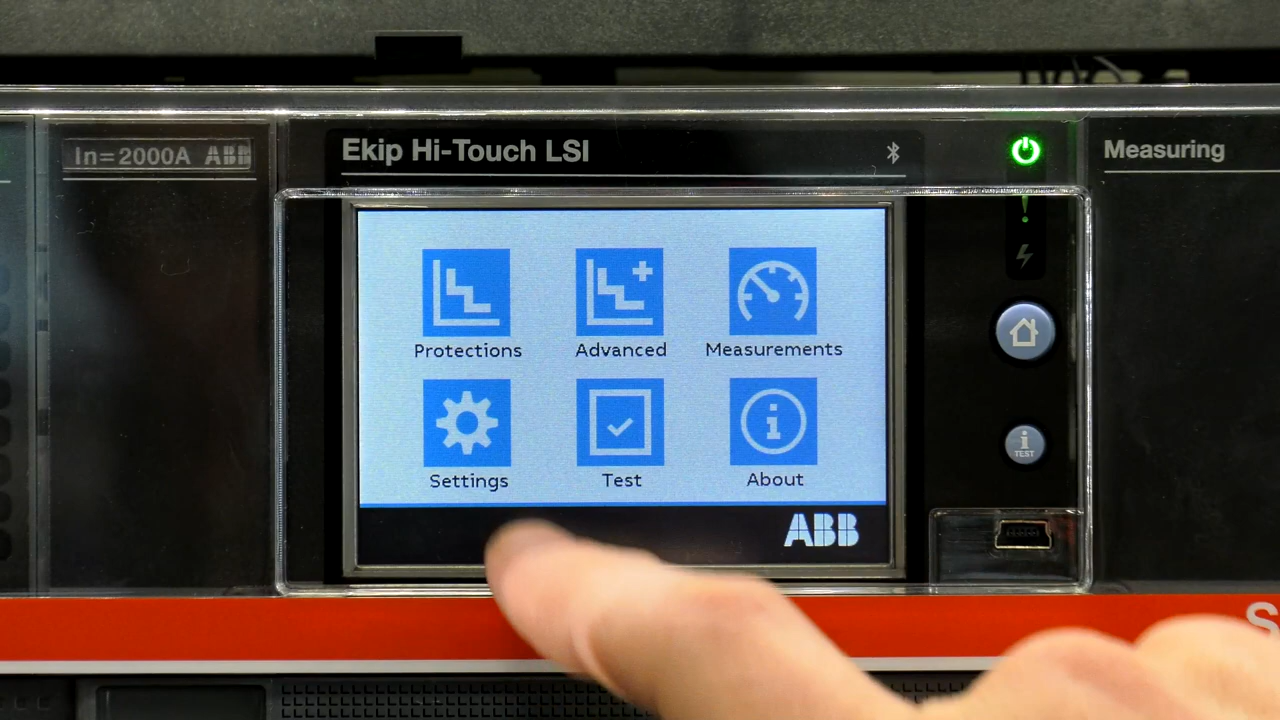 In=2000A ABB
Ekip Hi-Touch LSI
Measuring
Protections
Advanced
Measurements
Settings
Test
About
ABB
i
TEST
S